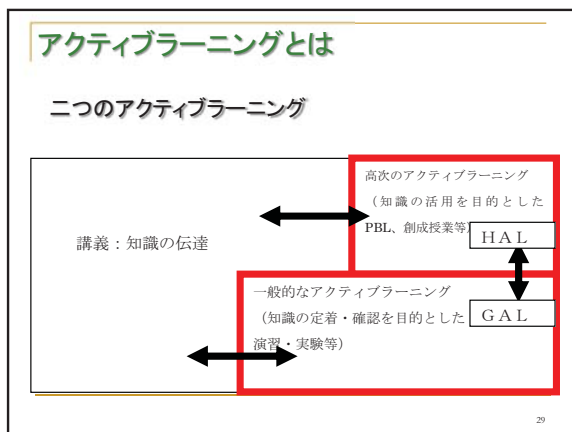 アクティブラーニングとは
二つのアクティブラーニング
講義：知識の伝達
高次のアクティブラーニング
（知識の活用を目的とした
PBL、創成授業等）
ＨＡＬ
一般的なアクティブラーニング
（知識の定着・確認を目的とした
演習・実験等）
ＧＡＬ
29